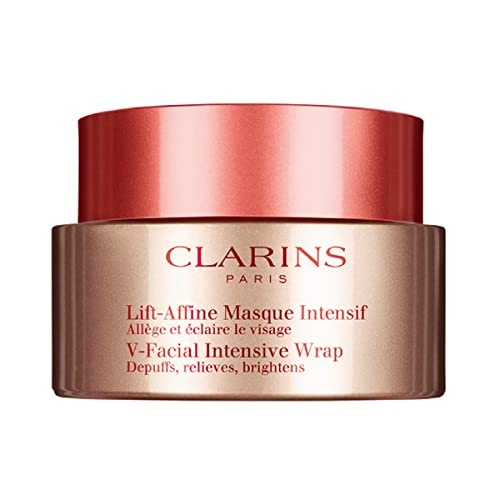 CLARINS
PARIS
Lift-Affine Masque Intensif
Allège et éclaire le visage
V-Facial Intensive Wrap
Depuffs, relieves, brightens